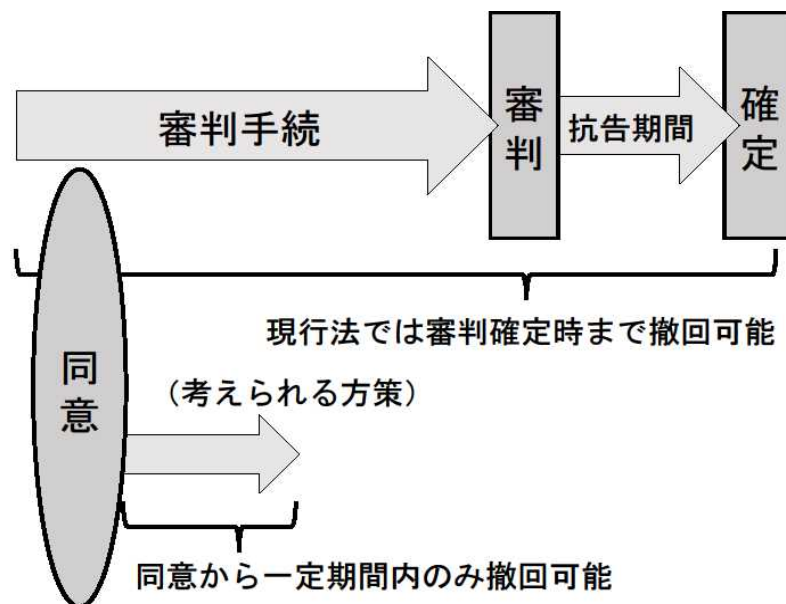 審判手続
審判
抗告期間
確定
現行法では審判確定時まで撤回可能
同意
（考えられる方策）
同意から一定期間内のみ撤回可能